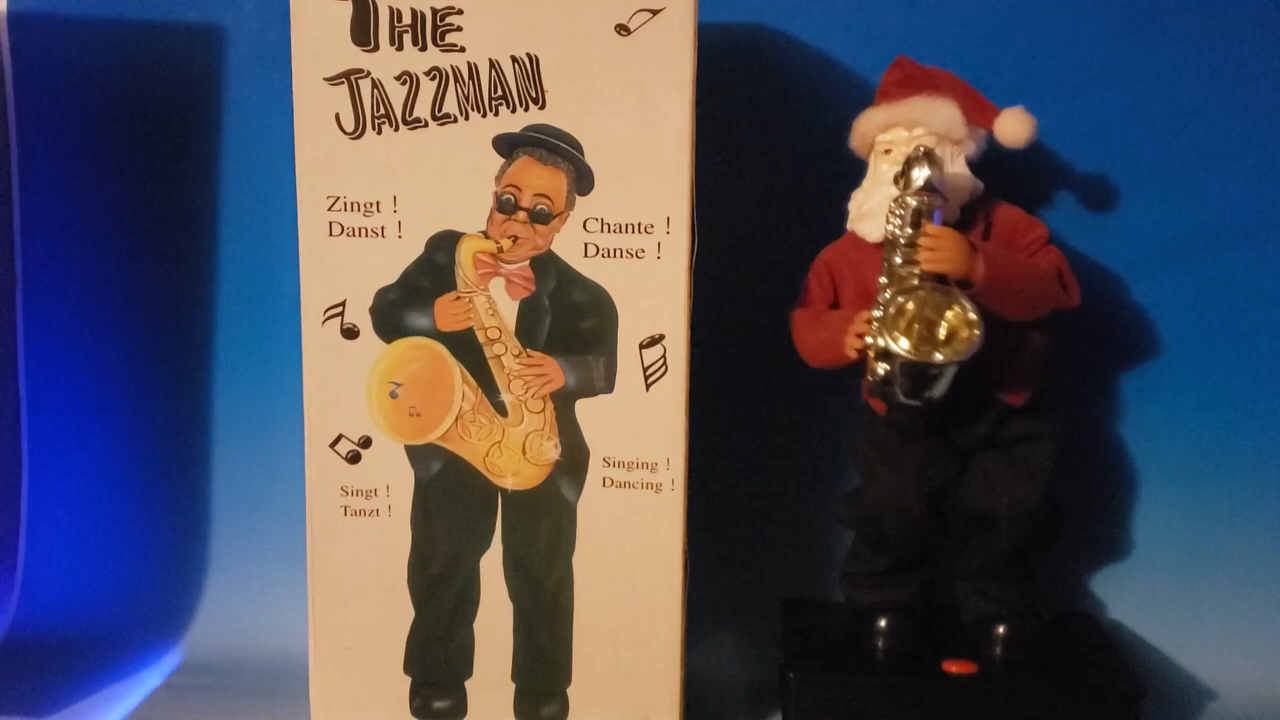 THE
JAZZMAN
Zingt !
Danst !
Chante !
Danse !
Singt !
Tanzt !
Singing !
Dancing !